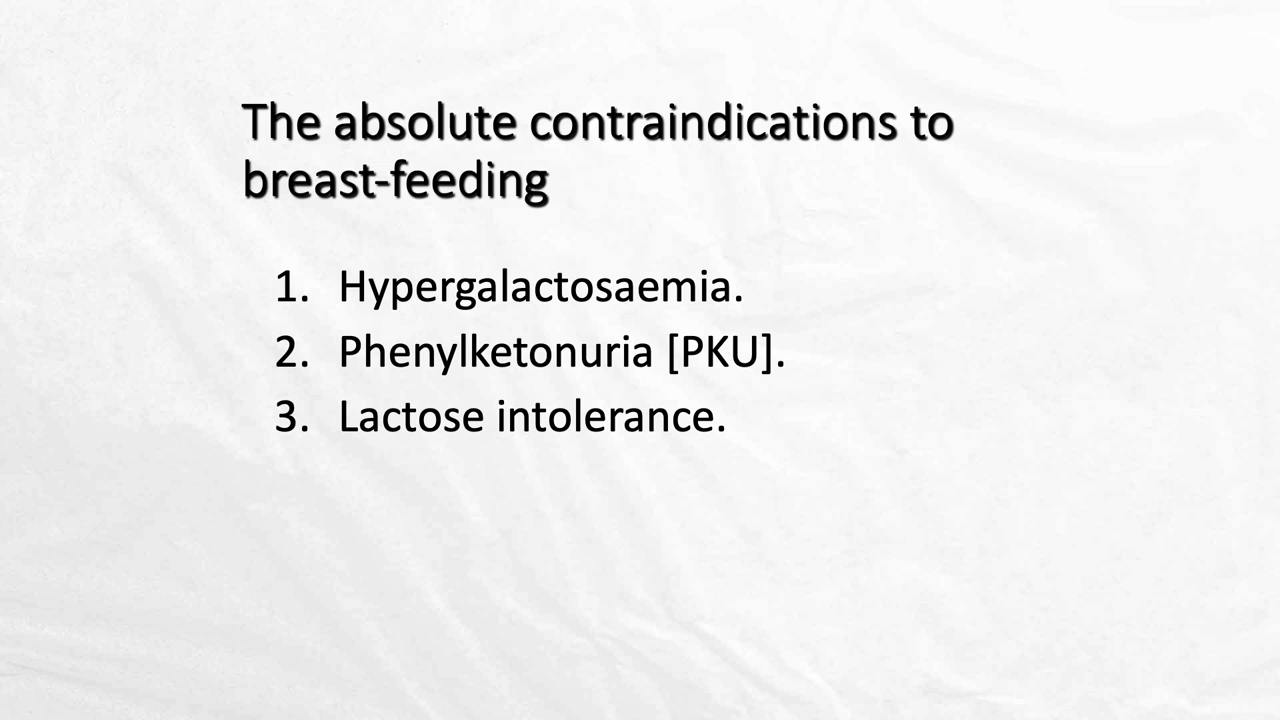 The absolute contraindications to
breast-feeding
1. Hypergalactosaemia.
2. Phenylketonuria [PKU].
3. Lactose intolerance.